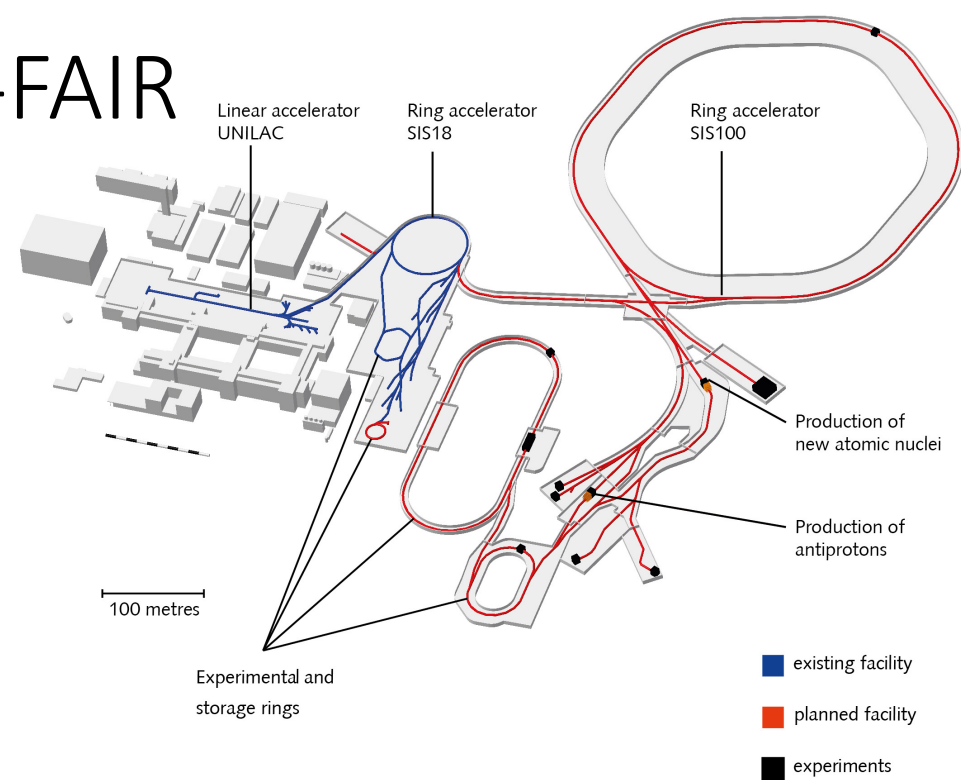 -FAIR
Linear accelerator
UNILAC
Ring accelerator
SIS18
Ring accelerator
SIS100
Production of
new atomic nuclei
Production of
antiprotons
100 metres
Experimental and
storage rings
existing facility
planned facility
experiments